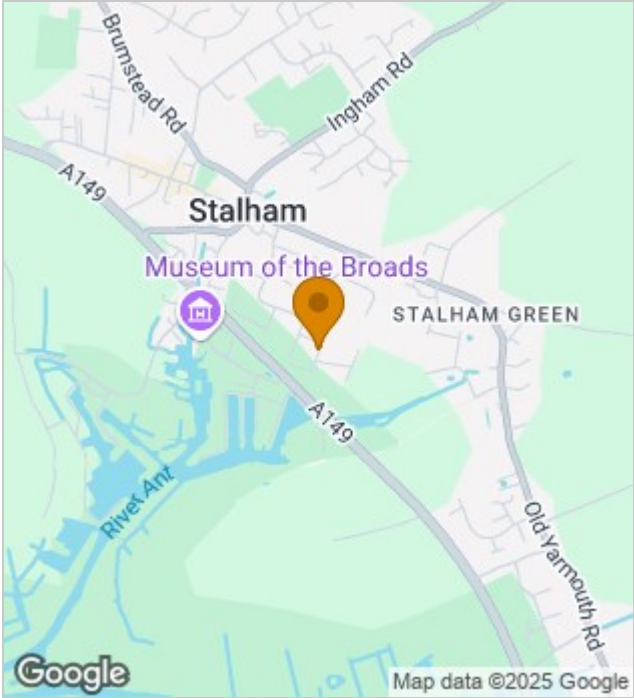 Brumstead Rd
Ingham Rd
A149
Stalham
Museum of the Broads
STALHAM GREEN
A149
River Ant
Old Yarmouth Rd
Google
Map data ©2025 Google